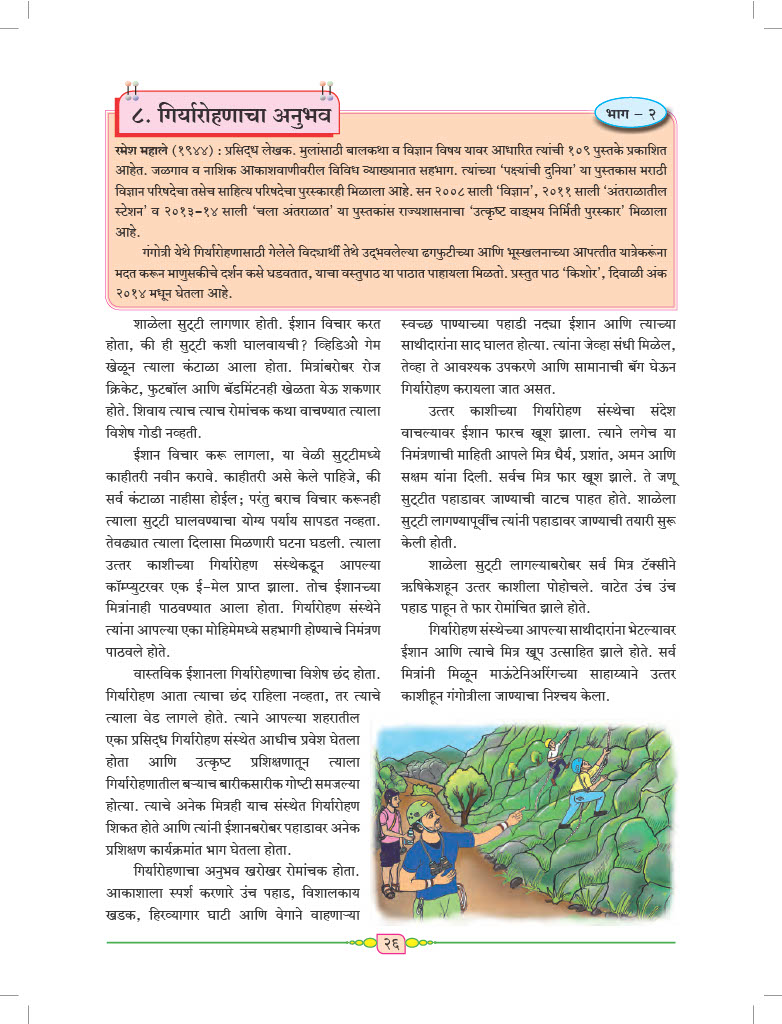 ८. गिर्यारोहणाचा अनुभव
भाग – २
रमेश महाले (१९४४) : प्रसिद्ध लेखक. मुलांसाठी बालकथा व विज्ञान विषय यावर आधारित त्यांची १०९ पुस्तके प्रकाशित
आहेत. जळगाव व नाशिक आकाशवाणीवरील विविध व्याख्यानात सहभाग. त्यांच्या ‘पक्ष्यांची दुनिया’ या पुस्तकास मराठी
विज्ञान परिषदेचा तसेच साहित्य परिषदेचा पुरस्कारही मिळाला आहे. सन २००८ साली ‘विज्ञान’, २०११ साली ‘अंतराळातील
स्टेशन’ व २०१३-१४ साली ‘चला अंतराळात’ या पुस्तकांस राज्यशासनाचा ‘उत्कृष्ट वाङ्मय निर्मिती पुरस्कार’ मिळाला
आहे.
गंगोत्री येथे गिर्यारोहणासाठी गेलेले विद्यार्थी तेथे उद्भवलेल्या ढगफुटीच्या आणि भूस्खलनाच्या आपत्तीत यात्रेकरूंना
मदत करून माणुसकीचे दर्शन कसे घडवतात, याचा वस्तुपाठ या पाठात पाहायला मिळतो. प्रस्तुत पाठ ‘किशोर’, दिवाळी अंक
२०१४ मधून घेतला आहे.
शाळेला सुट्टी लागणार होती. ईशान विचार करत
होता, की ही सुट्टी कशी घालवायची? व्हिडिओ गेम
खेळून त्याला कंटाळा आला होता. मित्रांबरोबर रोज
क्रिकेट, फुटबॉल आणि बॅडमिंटनही खेळता येऊ शकणार
होते. शिवाय त्याच त्याच रोमांचक कथा वाचण्यात त्याला
विशेष गोडी नव्हती.
ईशान विचार करू लागला, या वेळी सुट्टीमध्ये
काहीतरी नवीन करावे. काहीतरी असे केले पाहिजे, की
सर्व कंटाळा नाहीसा होईल; परंतु बराच विचार करूनही
त्याला सुट्टी घालवण्याचा योग्य पर्याय सापडत नव्हता.
तेवढ्यात त्याला दिलासा मिळणारी घटना घडली. त्याला
उत्तर काशीच्या गिर्यारोहण संस्थेकडून आपल्या
कॉम्प्युटरवर एक ई-मेल प्राप्त झाला. तोच ईशानच्या
मित्रांनाही पाठवण्यात आला होता. गिर्यारोहण संस्थेने
त्यांना आपल्या एका मोहिमेमध्ये सहभागी होण्याचे निमंत्रण
पाठवले होते.
वास्तविक ईशानला गिर्यारोहणाचा विशेष छंद होता.
गिर्यारोहण आता त्याचा छंद राहिला नव्हता, तर त्याचे
त्याला वेड लागले होते. त्याने आपल्या शहरातील
एका प्रसिद्ध गिर्यारोहण संस्थेत आधीच प्रवेश घेतला
होता आणि उत्कृष्ट प्रशिक्षणातून त्याला
गिर्यारोहणातील बऱ्याच बारीकसारीक गोष्टी समजल्या
होत्या. त्याचे अनेक मित्रही याच संस्थेत गिर्यारोहण
शिकत होते आणि त्यांनी ईशानबरोबर पहाडावर अनेक
प्रशिक्षण कार्यक्रमांत भाग घेतला होता.
गिर्यारोहणाचा अनुभव खरोखर रोमांचक होता.
आकाशाला स्पर्श करणारे उंच पहाड, विशालकाय
खडक, हिरव्यागार घाटी आणि वेगाने वाहणाऱ्या
स्वच्छ पाण्याच्या पहाडी नद्या ईशान आणि त्याच्या
साथीदारांना साद घालत होत्या. त्यांना जेव्हा संधी मिळेल,
तेव्हा ते आवश्यक उपकरणे आणि सामानाची बॅग घेऊन
गिर्यारोहण करायला जात असत.
उत्तर काशीच्या गिर्यारोहण संस्थेचा संदेश
वाचल्यावर ईशान फारच खूश झाला. त्याने लगेच या
निमंत्रणाची माहिती आपले मित्र धैर्य, प्रशांत, अमन आणि
सक्षम यांना दिली. सर्वच मित्र फार खूश झाले. ते जणू
सुट्टीत पहाडावर जाण्याची वाटच पाहत होते. शाळेला
सुट्टी लागण्यापूर्वीच त्यांनी पहाडावर जाण्याची तयारी सुरू
केली होती.
शाळेला सुट्टी लागल्याबरोबर सर्व मित्र टॅक्सीने
ऋषिकेशहून उत्तर काशीला पोहोचले. वाटेत उंच उंच
पहाड पाहून ते फार रोमांचित झाले होते.
गिर्यारोहण संस्थेच्या आपल्या साथीदारांना भेटल्यावर
ईशान आणि त्याचे मित्र खूप उत्साहित झाले होते. सर्व
मित्रांनी मिळून माऊंटेनिअरिंगच्या साहाय्याने उत्तर
काशीहून गंगोत्रीला जाण्याचा निश्चय केला.
२६